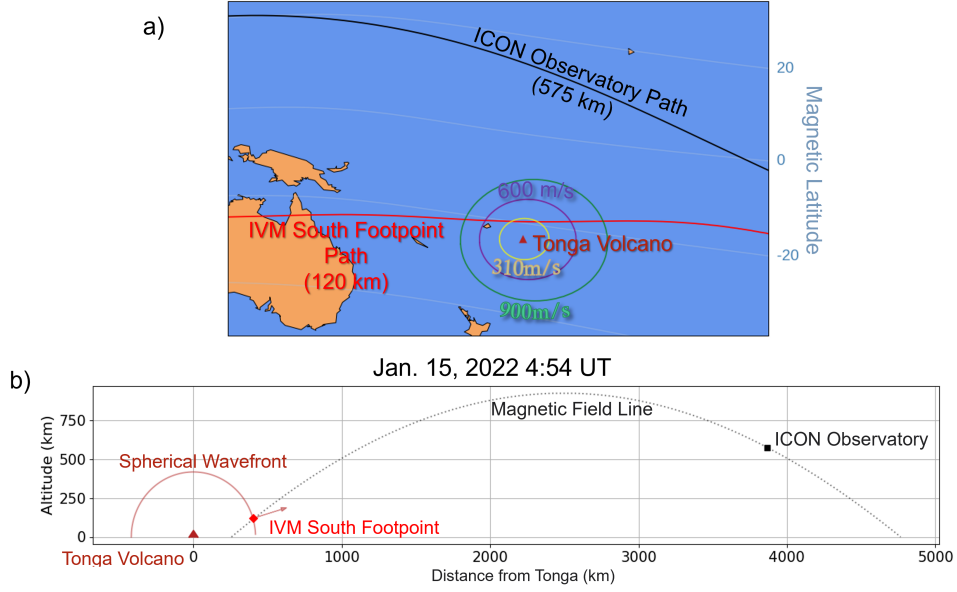 a)
ICON Observatory Path
(575 km)
20
0
-20
Magnetic Latitude
600 m/s
IVM South Footpoint
Path
(120 km)
Tonga Volcano
310m/s
900m/s
b)
Jan. 15, 2022 4:54 UT
Altitude (km)
750
500
250
0
Magnetic Field Line
ICON Observatory
Spherical Wavefront
IVM South Footpoint
Tonga Volcano
0
1000
2000
3000
4000
5000
Distance from Tonga (km)